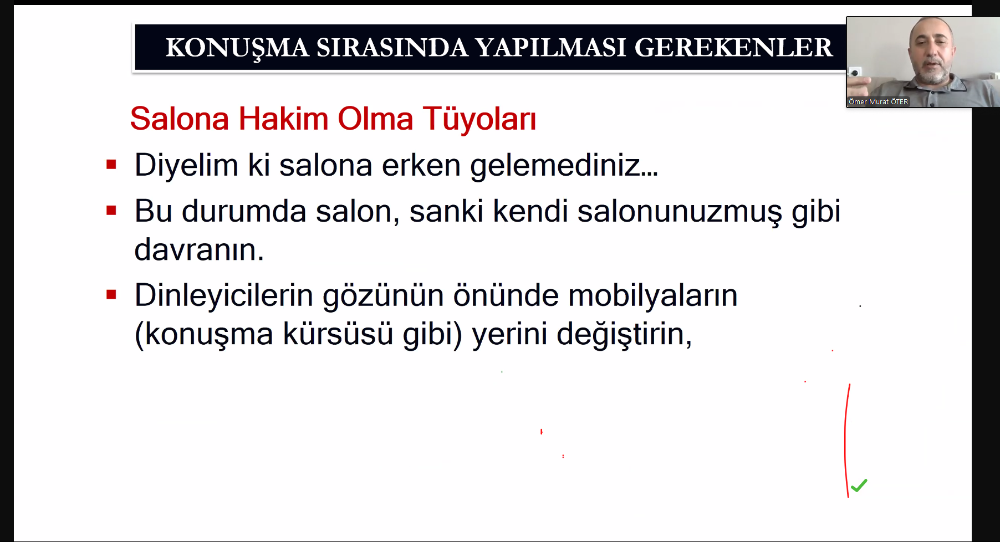 KONUŞMA SIRASINDA YAPILMASI GEREKENLER
Ömer Murat ÖTER
Salona Hakim Olma Tüyoları
Diyelim ki salona erken gelemediniz...
Bu durumda salon, sanki kendi salonunuzmuş gibi
davranın.
Dinleyicilerin gözünün önünde mobilyaların
(konuşma kürsüsü gibi) yerini değiştirin,